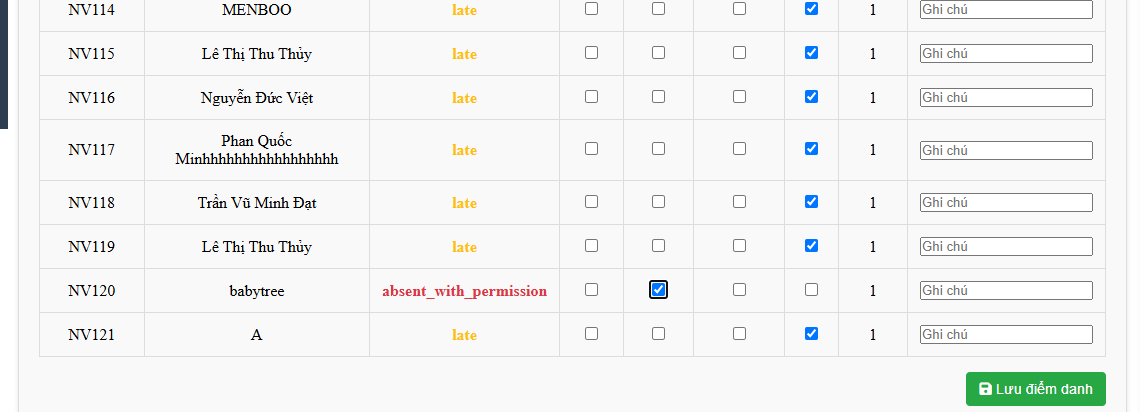 NV114 MENBOO late 1 Ghi chú
NV115 Lê Thị Thu Thủy late 1 Ghi chú
NV116 Nguyễn Đức Việt late 1 Ghi chú
Phan Quốc
NV117 Minhhhhhhhhhhhhhhhhh late 1 Ghi chú
NV118 Trần Vũ Minh Đạt late 1 Ghi chú
NV119 Lê Thị Thu Thủy late 1 Ghi chú
NV120 babytree absent_with_permission 1 Ghi chú
NV121 A late 1 Ghi chú
Lưu điểm danh